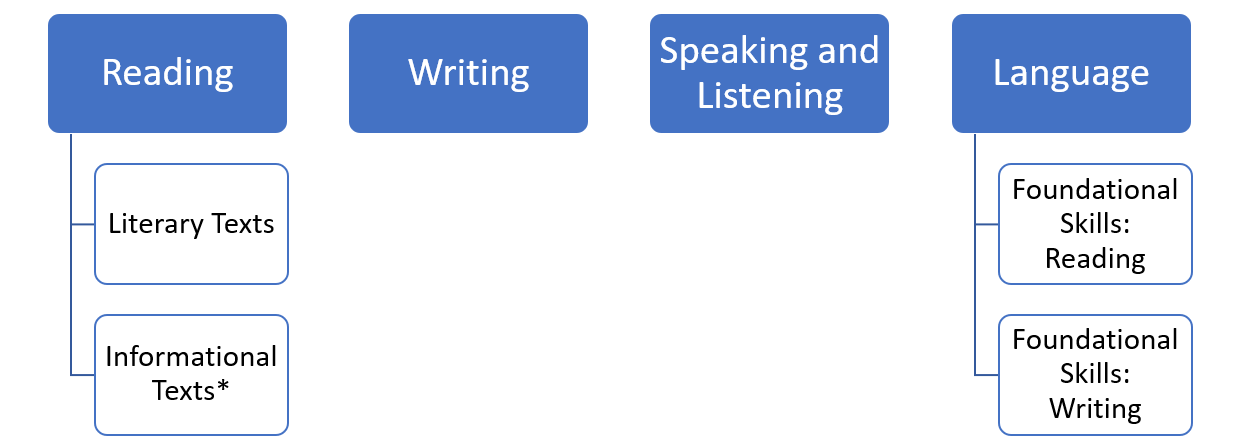 Reading
Writing
Speaking and
Listening
Language
Literary Texts
Informational
Texts*
Foundational
Skills:
Reading
Foundational
Skills:
Writing